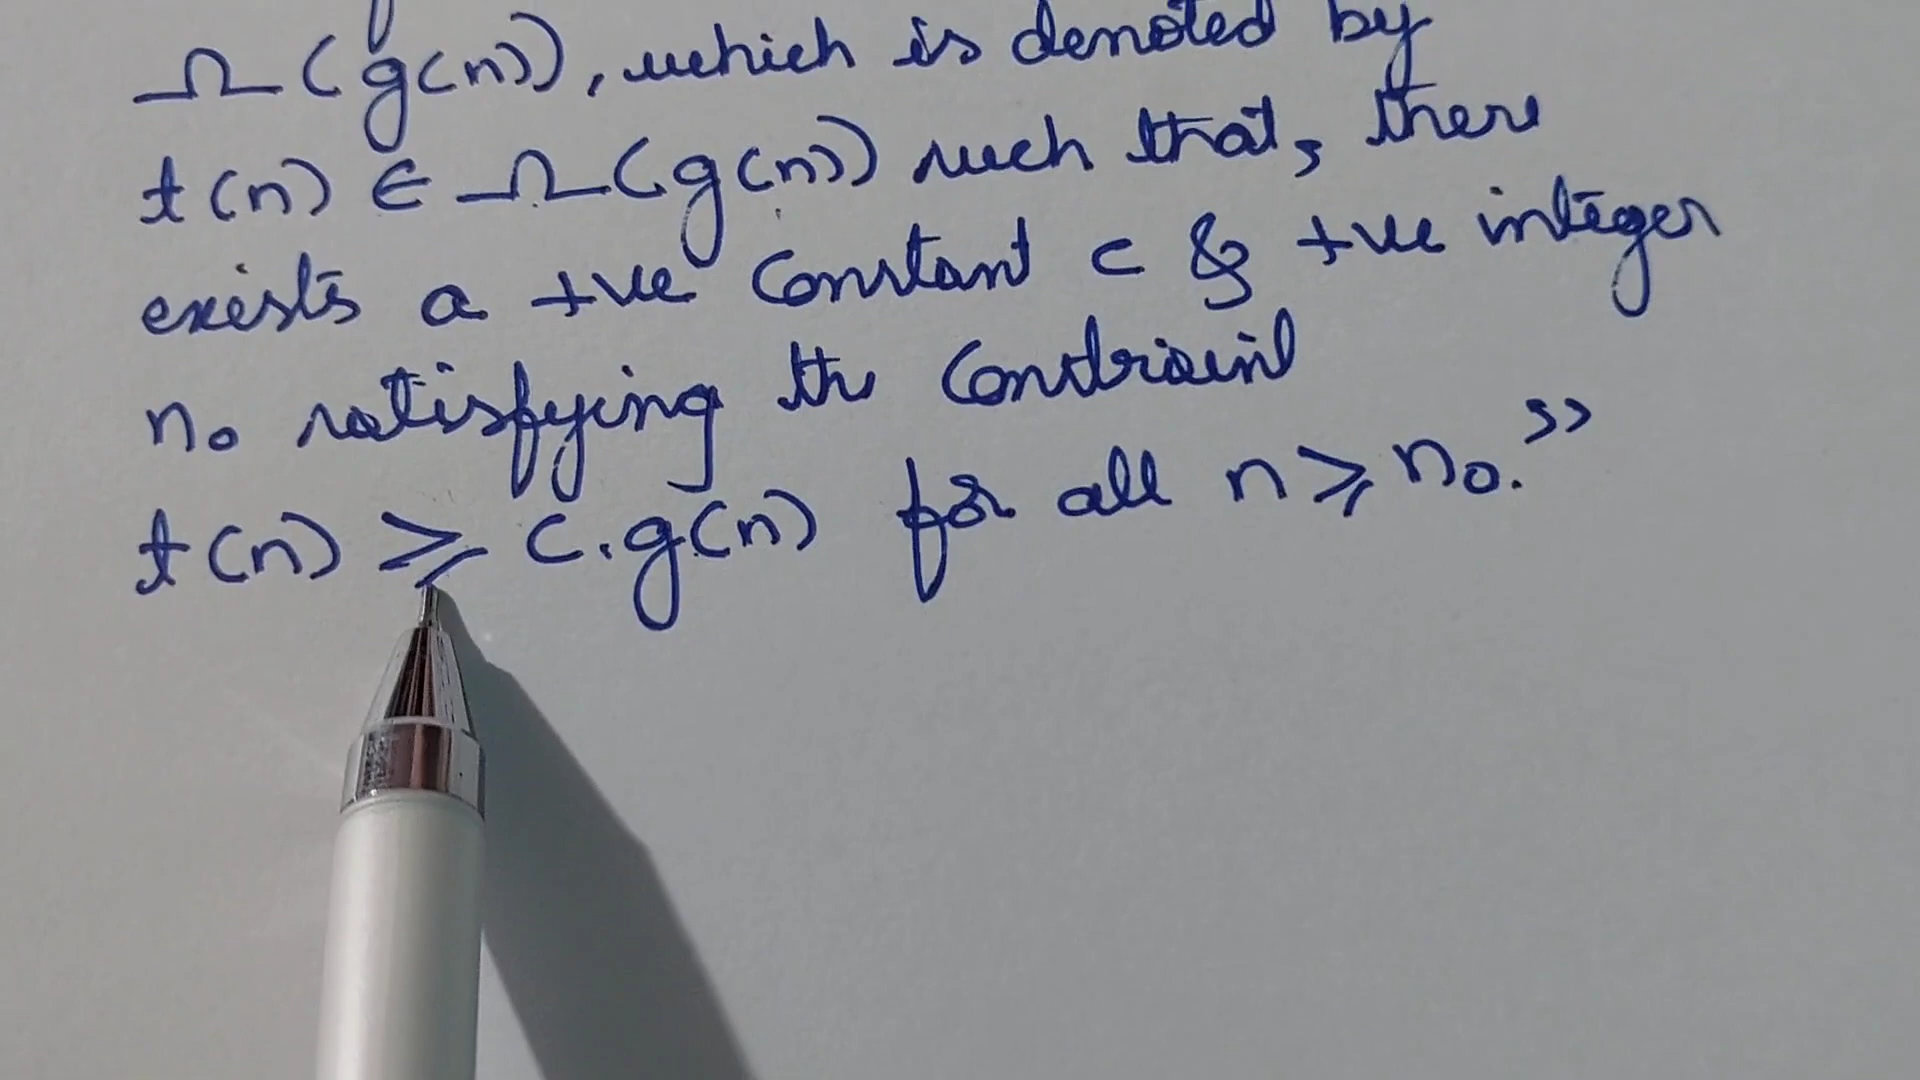 Ω(g(n)), which is denoted by
t(n) ∈ Ω(g(n)) such that, there
exists a +ve Constant c & +ve integer
n₀ satisfying the Constraint
t(n) ≥ c.g(n) for all n ≥ n₀.”